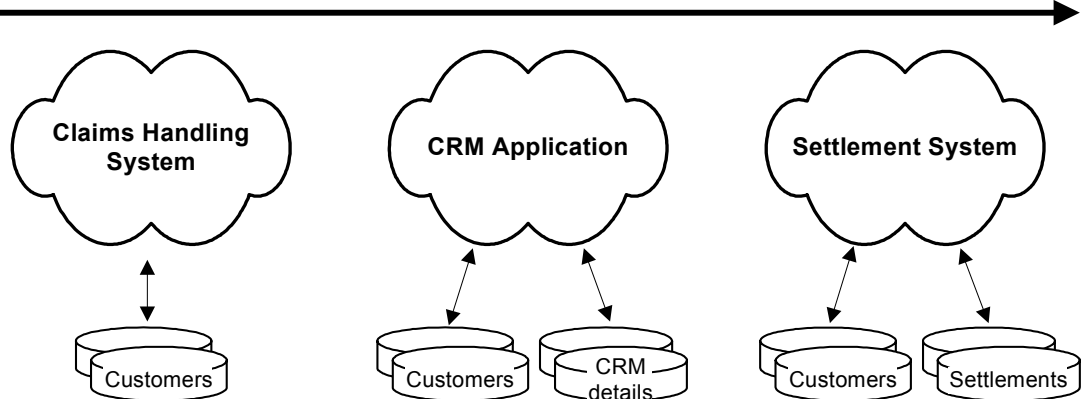 Claims Handling
System
CRM Application
Settlement System
Customers
Customers
CRM
details
Customers
Settlements